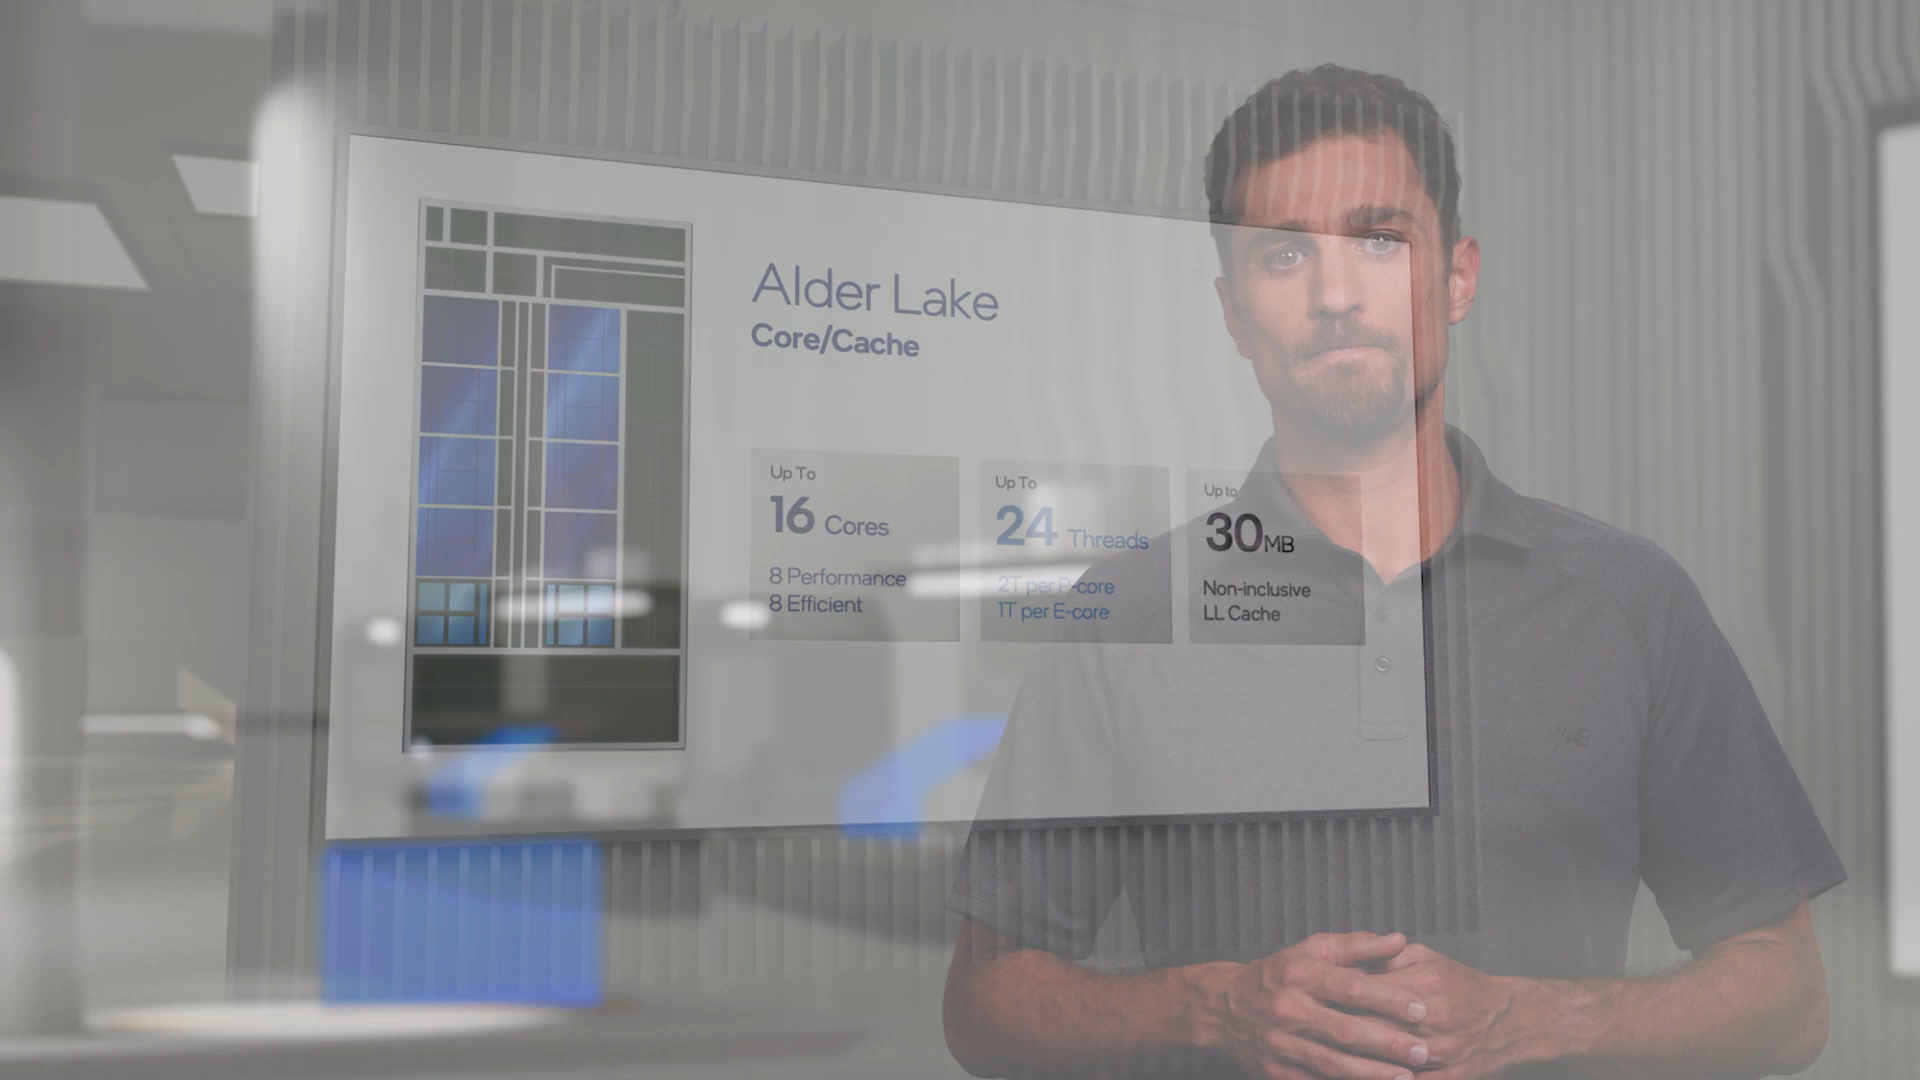 Alder Lake
Core/Cache
Up To
16 Cores
8 Performance
8 Efficient
Up To
24 Threads
2T per P-core
1T per E-core
Up to
30MB
Non-inclusive
LL Cache
AE